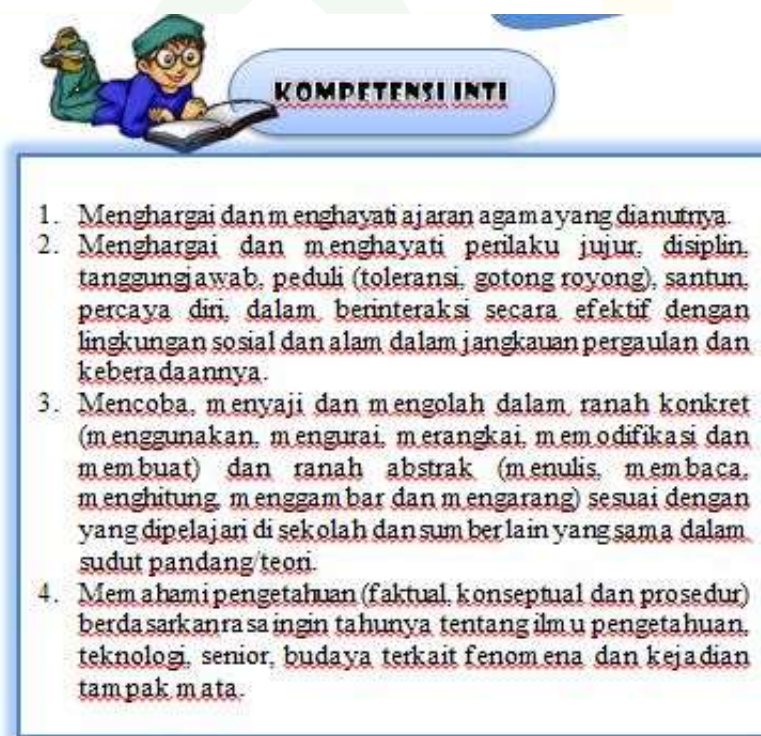 KOMPETENSI INTI
1. Menghargai dan menghayati ajaran agama yang dianutnya.
2. Menghargai dan menghayati perilaku jujur, disiplin,
tanggungjawab, peduli (toleransi, gotong royong), santun,
percaya diri, dalam berinteraksi secara efektif dengan
lingkungan sosial dan alam dalam jangkauan pergaulan dan
keberadaannya.
3. Mencoba, menyaji dan mengolah dalam ranah konkret
(menggunakan, mengurai, merangkai, memodifikasi dan
membuat) dan ranah abstrak (menulis, membaca,
menghitung, menggambar dan mengarang) sesuai dengan
yang dipelajari di sekolah dan sumber lain yang sama dalam
sudut pandang/teori.
4. Memahami pengetahuan (faktual, konseptual dan prosedur)
berdasarkan rasa ingin tahunya tentang ilmu pengetahuan,
teknologi, senior, budaya terkait fenomena dan kejadian
tampak mata.